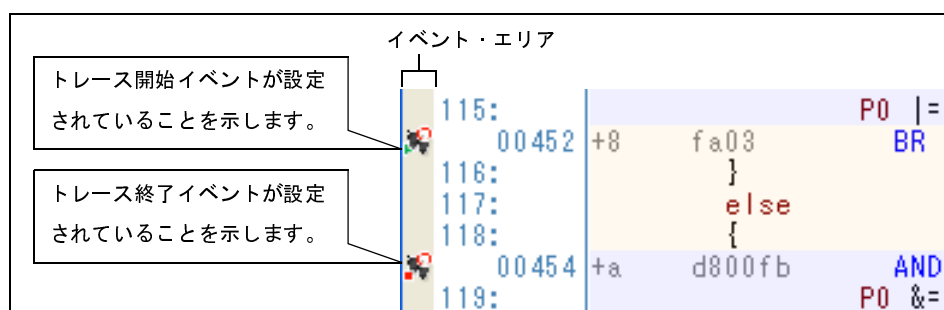 イベント・エリア
トレース開始イベントが設定
されていることを示します。
トレース終了イベントが設定
されていることを示します。
115: P0 |=
00452 +8 fa03 BR
116: }
117: else
118: {
00454 +a d800fb AND
119: P0 &=